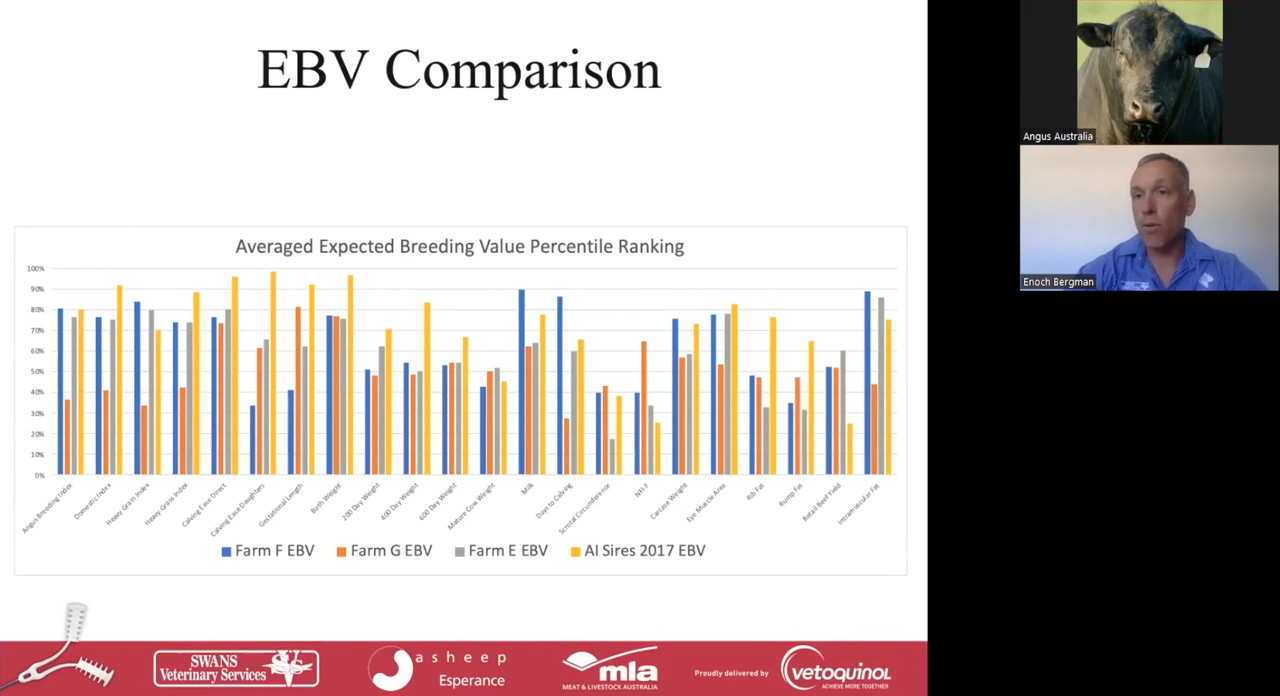 EBV Comparison
Angus Australia
Enoch Bergman
Averaged Expected Breeding Value Percentile Ranking
100%
90%
80%
70%
60%
50%
40%
30%
20%
10%
0%
Angus Breeding Index
Domestic Index
Heavy Grain Index
Heavy Grass Index
Calving Ease Direct
Calving Ease Daughters
Gestational Length
Birth Weight
200 Day Weight
400 Day Weight
600 Day Weight
Mature Cow Weight
Milk
Days to Calving
Scrotal Circumference
NFI-F
Carcase Weight
Eye Muscle Area
Rib Fat
Rump Fat
Retail Beef Yield
Intramuscular Fat
Farm F EBV
Farm G EBV
Farm E EBV
AI Sires 2017 EBV
SWANS
Veterinary Services
asheep
Esperance
mla
MEAT & LIVESTOCK AUSTRALIA
Proudly delivered by
vetoquinol
ACHIEVE MORE TOGETHER